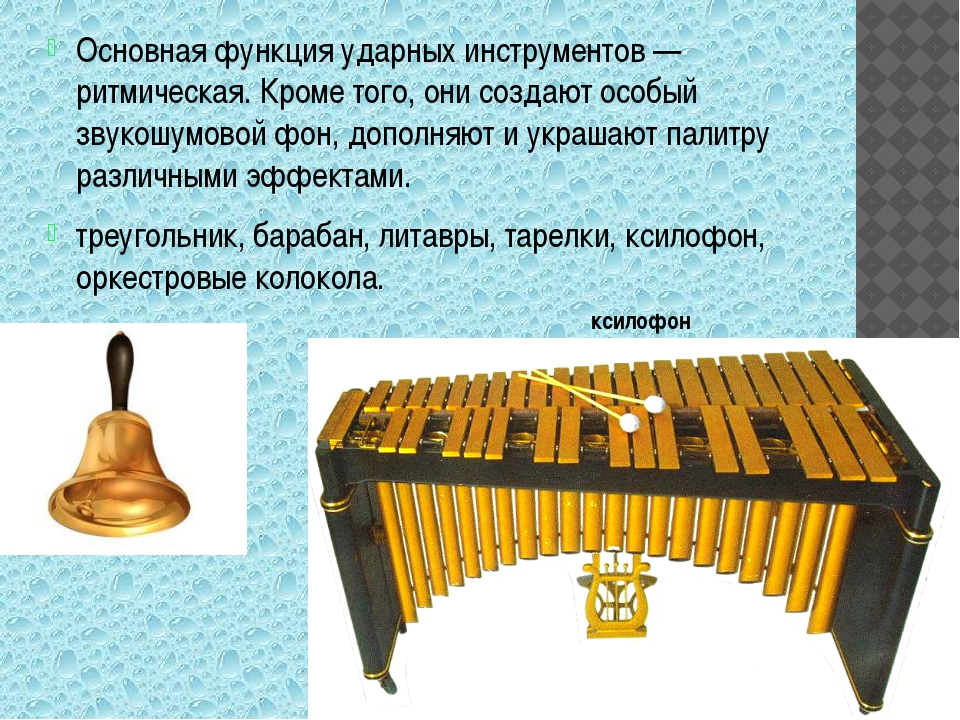 Основная функция ударных инструментов —
ритмическая. Кроме того, они создают особый
звукошумовой фон, дополняют и украшают палитру
различными эффектами.
треугольник, барабан, литавры, тарелки, ксилофон,
оркестровые колокола.
ксилофон